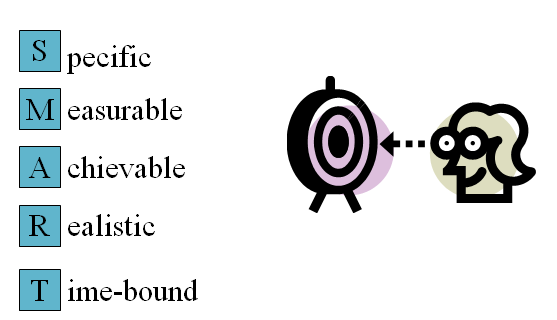 Specific
Measurable
Achievable
Realistic
Time-bound